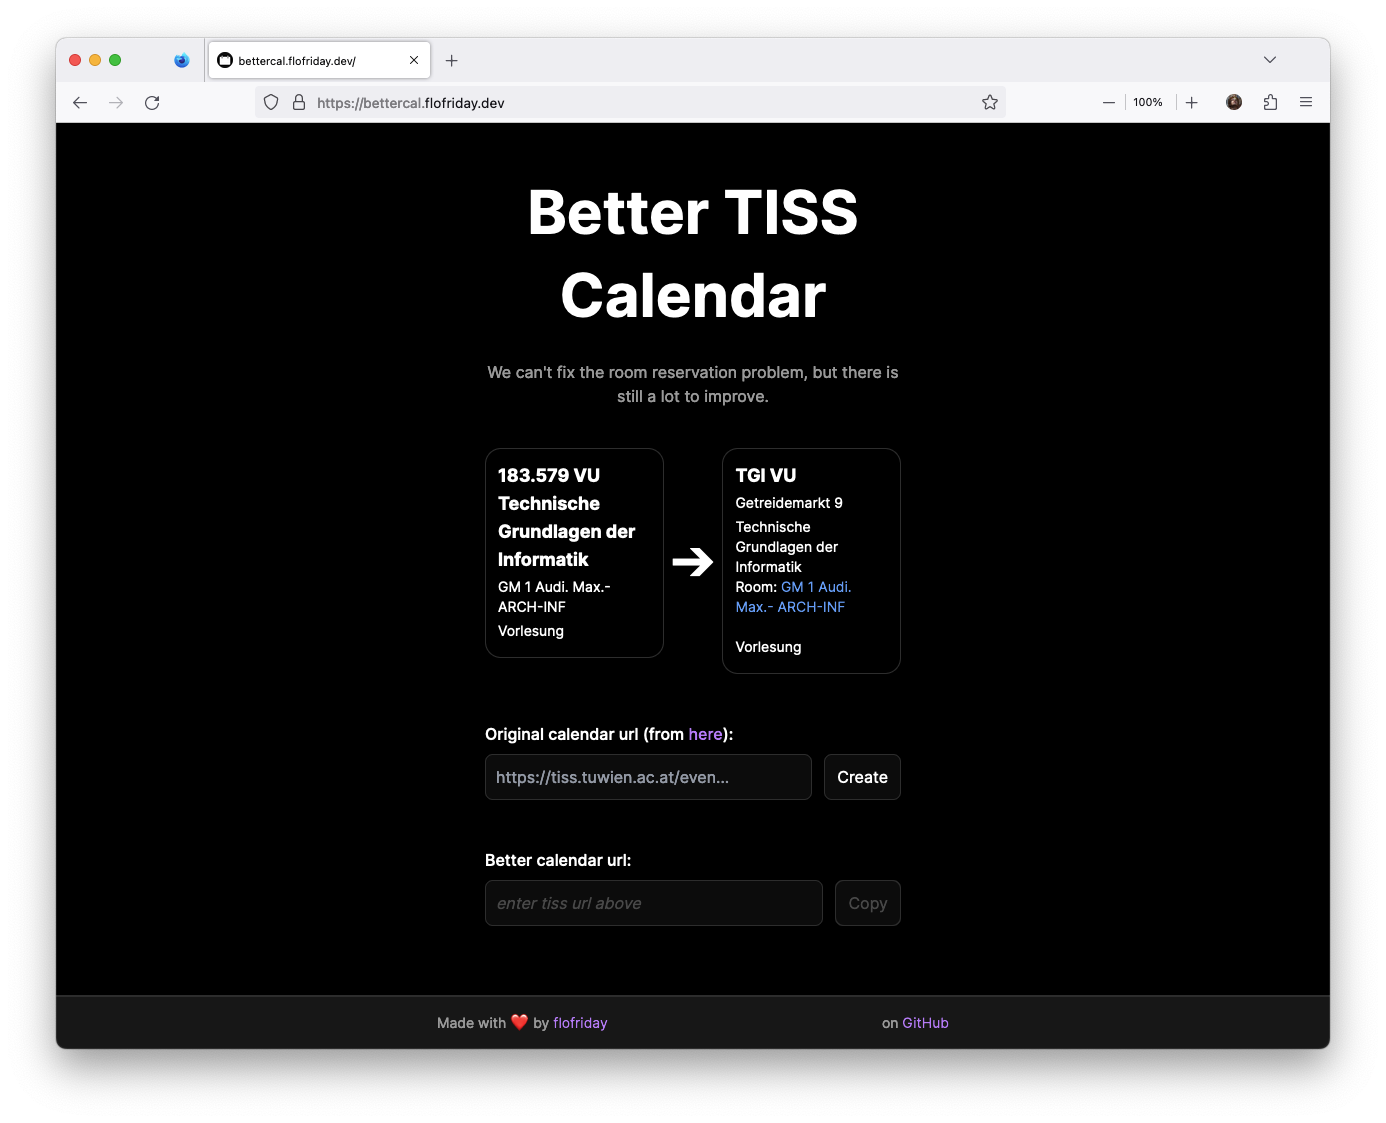 bettercal.flofriday.dev/
https://bettercal.flofriday.dev
100%
Better TISS
Calendar
We can't fix the room reservation problem, but there is
still a lot to improve.
183.579 VU
Technische
Grundlagen der
Informatik
GM 1 Audi. Max.-
ARCH-INF
Vorlesung
TGI VU
Getreidemarkt 9
Technische
Grundlagen der
Informatik
Room: GM 1 Audi.
Max.- ARCH-INF
Vorlesung
Original calendar url (from here):
https://tiss.tuwien.ac.at/even...
Create
Better calendar url:
enter tiss url above
Copy
Made with ❤️ by flofriday
on GitHub